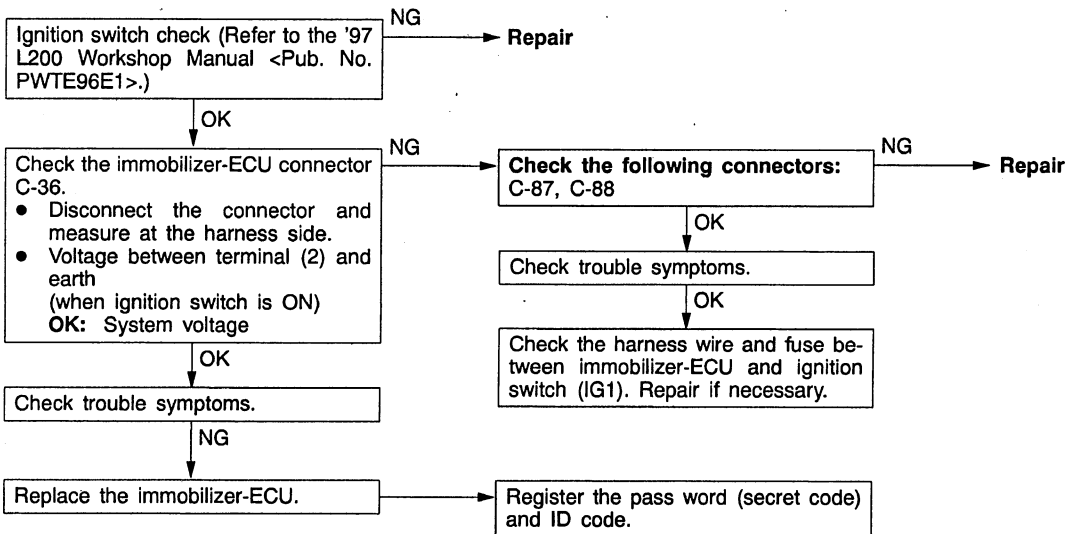 Ignition switch check (Refer to the '97
L200 Workshop Manual <Pub. No.
PWTE96E1>.)
NG
Repair
OK
Check the immobilizer-ECU connector
C-36.
● Disconnect the connector and
measure at the harness side.
● Voltage between terminal (2) and
earth
(when ignition switch is ON)
OK: System voltage
NG
Check the following connectors:
C-87, C-88
NG
Repair
OK
Check trouble symptoms.
OK
Check the harness wire and fuse be-
tween immobilizer-ECU and ignition
switch (IG1). Repair if necessary.
OK
Check trouble symptoms.
NG
Replace the immobilizer-ECU.
Register the pass word (secret code)
and ID code.